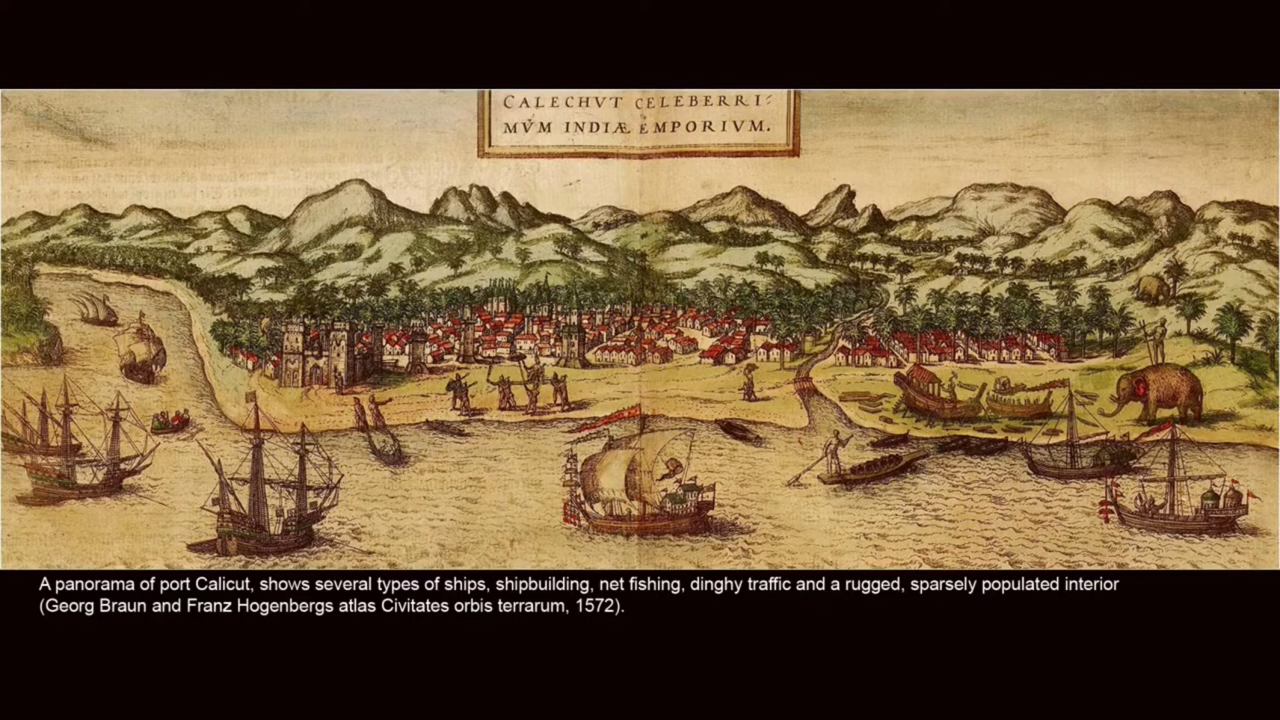 CALECHVT CELEBERRI:
MVM INDIÆ EMPORIVM.
A panorama of port Calicut, shows several types of ships, shipbuilding, net fishing, dinghy traffic and a rugged, sparsely populated interior
(Georg Braun and Franz Hogenbergs atlas Civitates orbis terrarum, 1572).